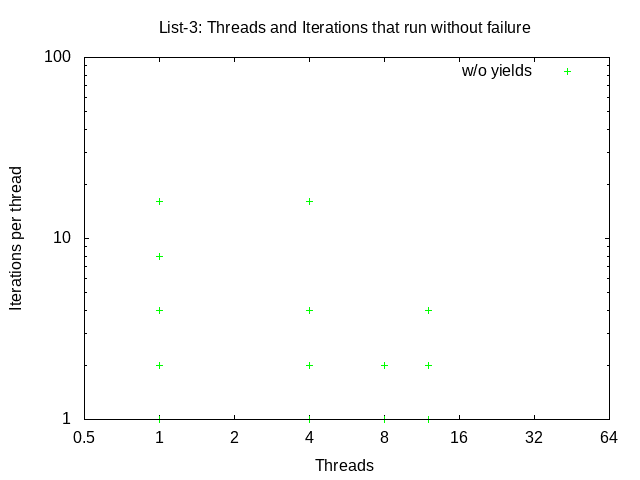 List-3: Threads and Iterations that run without failure
100
w/o yields
Iterations per thread
10
1
0.5 1 2 4 8 16 32 64
Threads